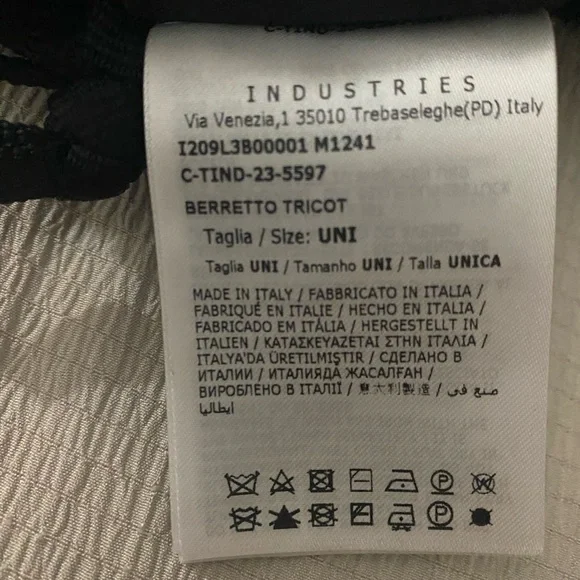 C-TIND-23-5597
INDUSTRIES
Via Venezia,1 35010 Trebaseleghe(PD) Italy
I209L3B00001 M1241
C-TIND-23-5597
BERRETTO TRICOT
Taglia / Size: UNI
Taglia UNI / Tamanho UNI / Talla UNICA
MADE IN ITALY / FABBRICATO IN ITALIA /
FABRIQUÉ EN ITALIE / HECHO EN ITALIA /
FABRICADO EM ITÁLIA / HERGESTELLT IN
ITALIEN / ΚΑΤΑΣΚΕΥΑΖΕΤΑΙ ΣΤΗΝ ΙΤΑΛΙΑ /
ITALYA'DA ÜRETILMIŞTIR / СДЕЛАНО В
ИТАЛИИ / ИТАЛИЯДА ЖАСАЛҒАН /
ВИРОБЛЕНО В ІТАЛІЇ / 意大利製造 / صنع في
ايطاليا
P W
P